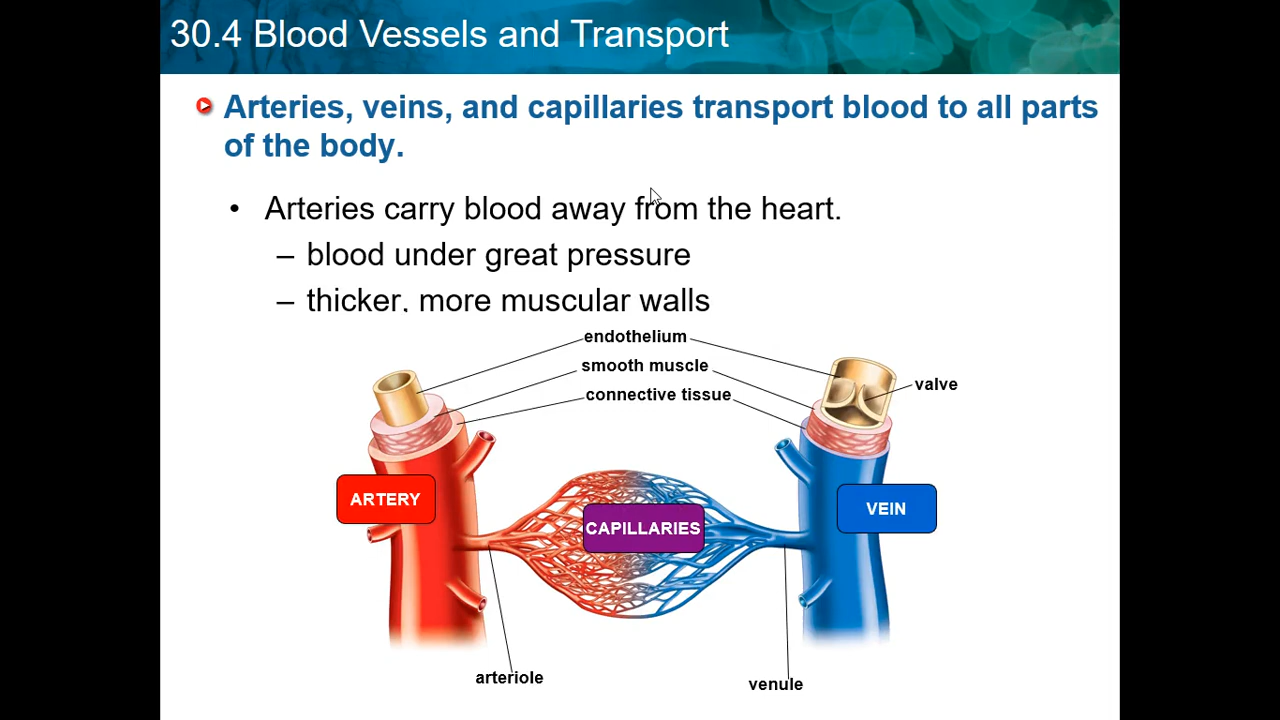 30.4 Blood Vessels and Transport
Arteries, veins, and capillaries transport blood to all parts
of the body.
• Arteries carry blood away from the heart.
– blood under great pressure
– thicker, more muscular walls
endothelium
smooth muscle
connective tissue
valve
ARTERY
CAPILLARIES
VEIN
arteriole
venule